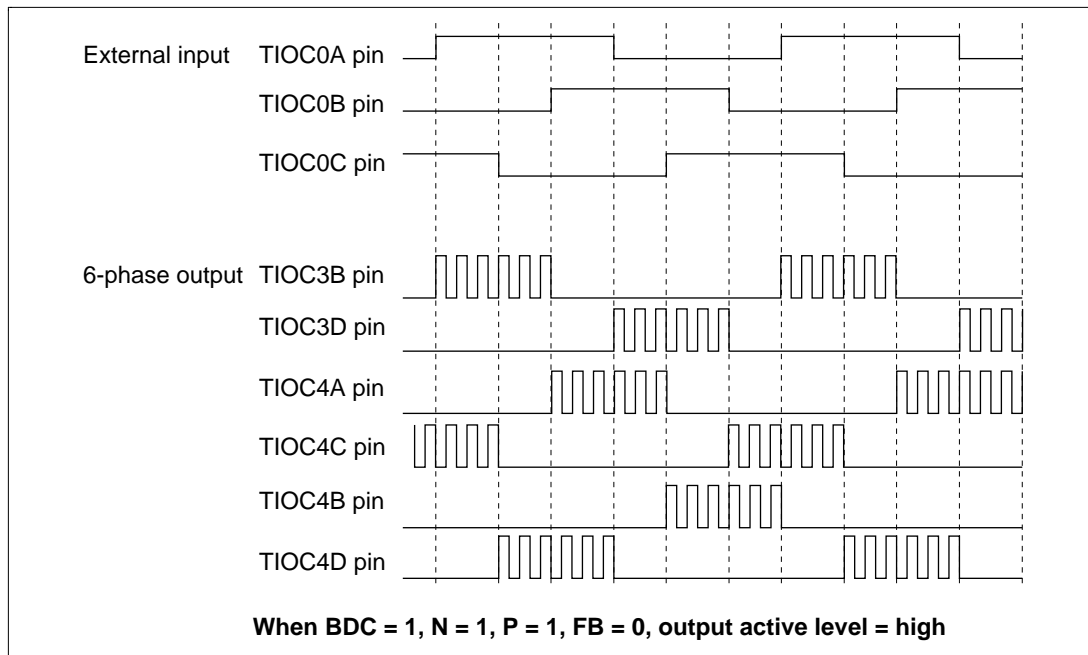 External input TIOC0A pin
TIOC0B pin
TIOC0C pin
6-phase output TIOC3B pin
TIOC3D pin
TIOC4A pin
TIOC4C pin
TIOC4B pin
TIOC4D pin
When BDC = 1, N = 1, P = 1, FB = 0, output active level = high